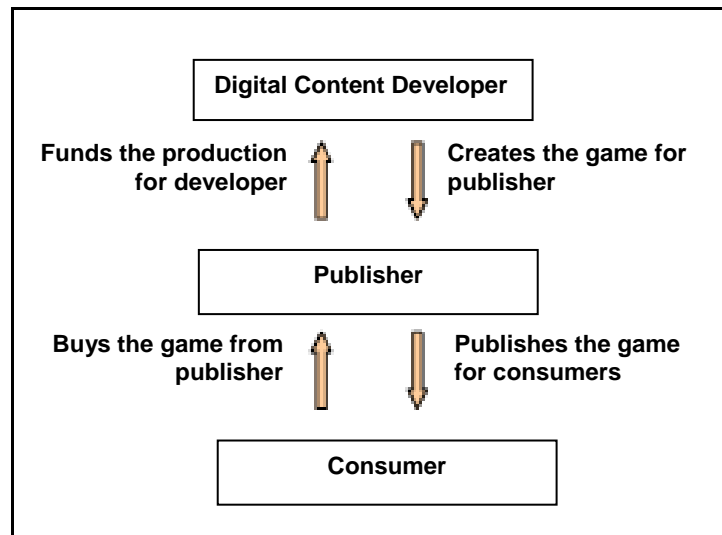 Digital Content Developer
Funds the production
for developer
Creates the game for
publisher
Publisher
Buys the game from
publisher
Publishes the game
for consumers
Consumer